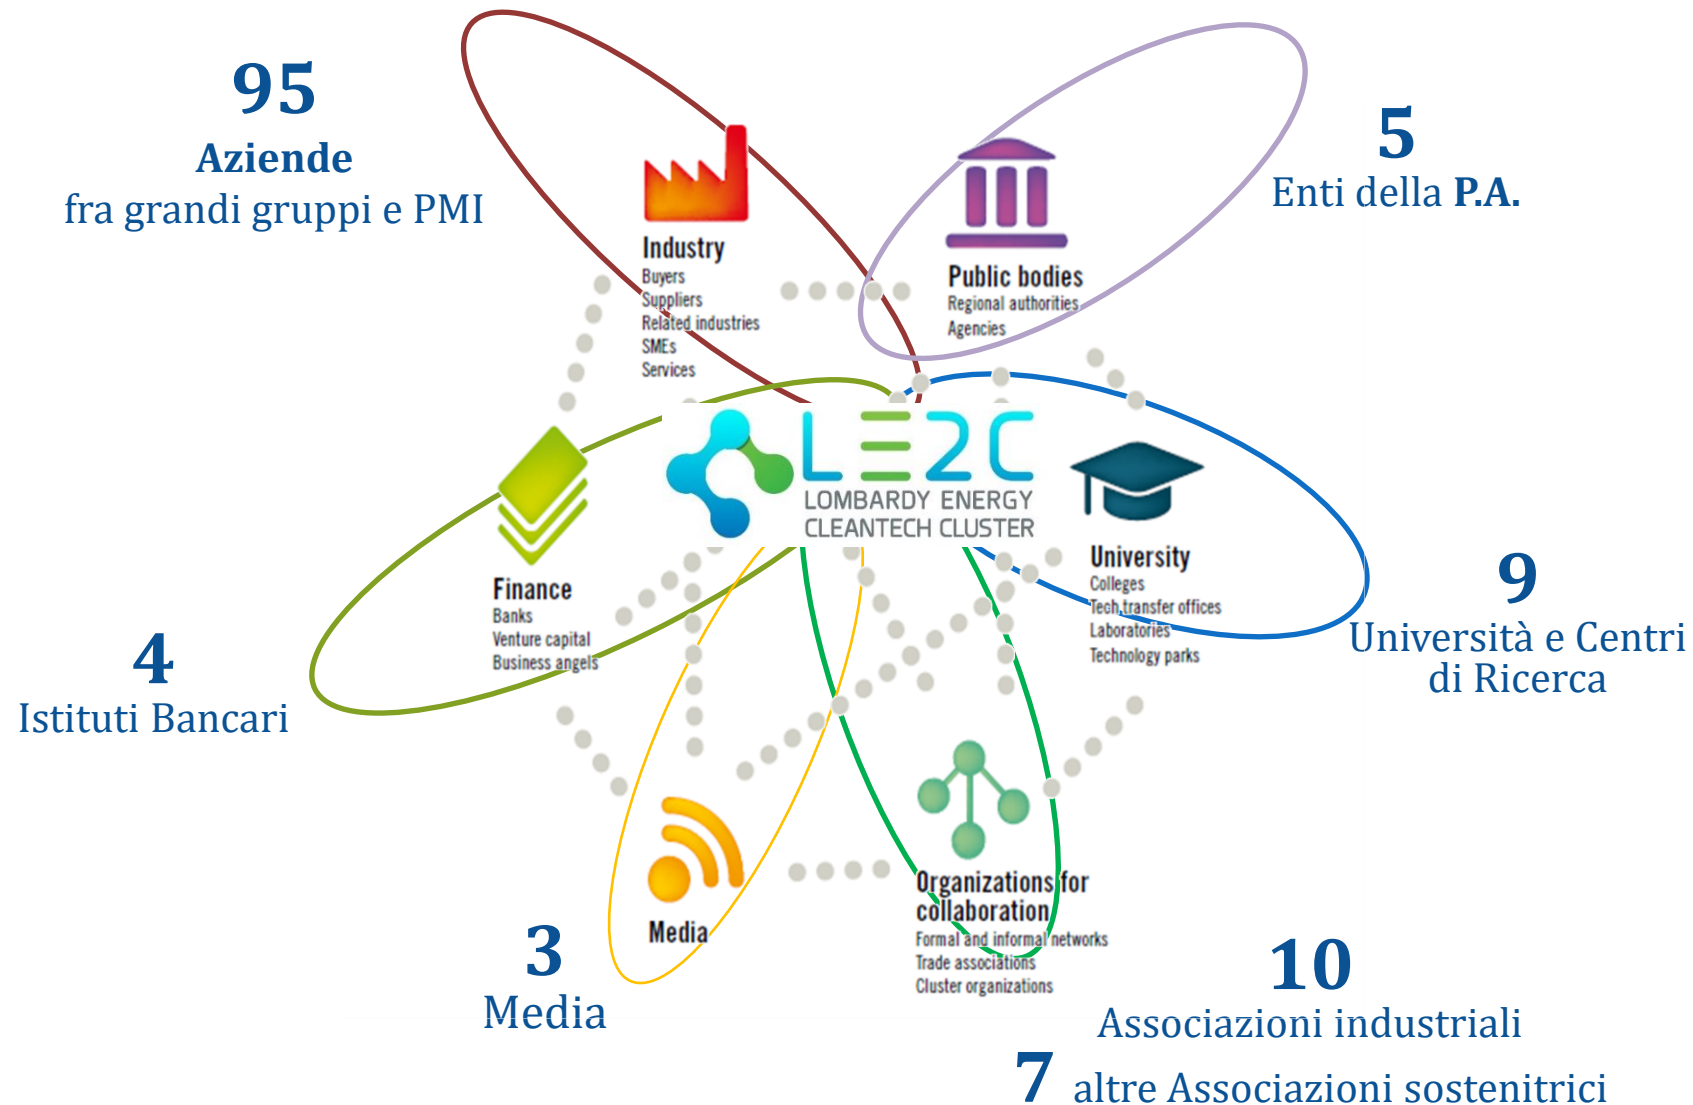 95
Aziende
fra grandi gruppi e PMI
5
Enti della P.A.
Industry
Buyers
Suppliers
Related industries
SMEs
Services
Public bodies
Regional authorities
Agencies
LE2C
LOMBARDY ENERGY
CLEANTECH CLUSTER
Finance
Banks
Venture capital
Business angels
University
Colleges
Tech transfer offices
Laboratories
Technology parks
4
Istituti Bancari
9
Università e Centri
di Ricerca
Media
Organizations for
collaboration
Formal and informal networks
Trade associations
Cluster organizations
3
Media
10
Associazioni industriali
7 altre Associazioni sostenitrici